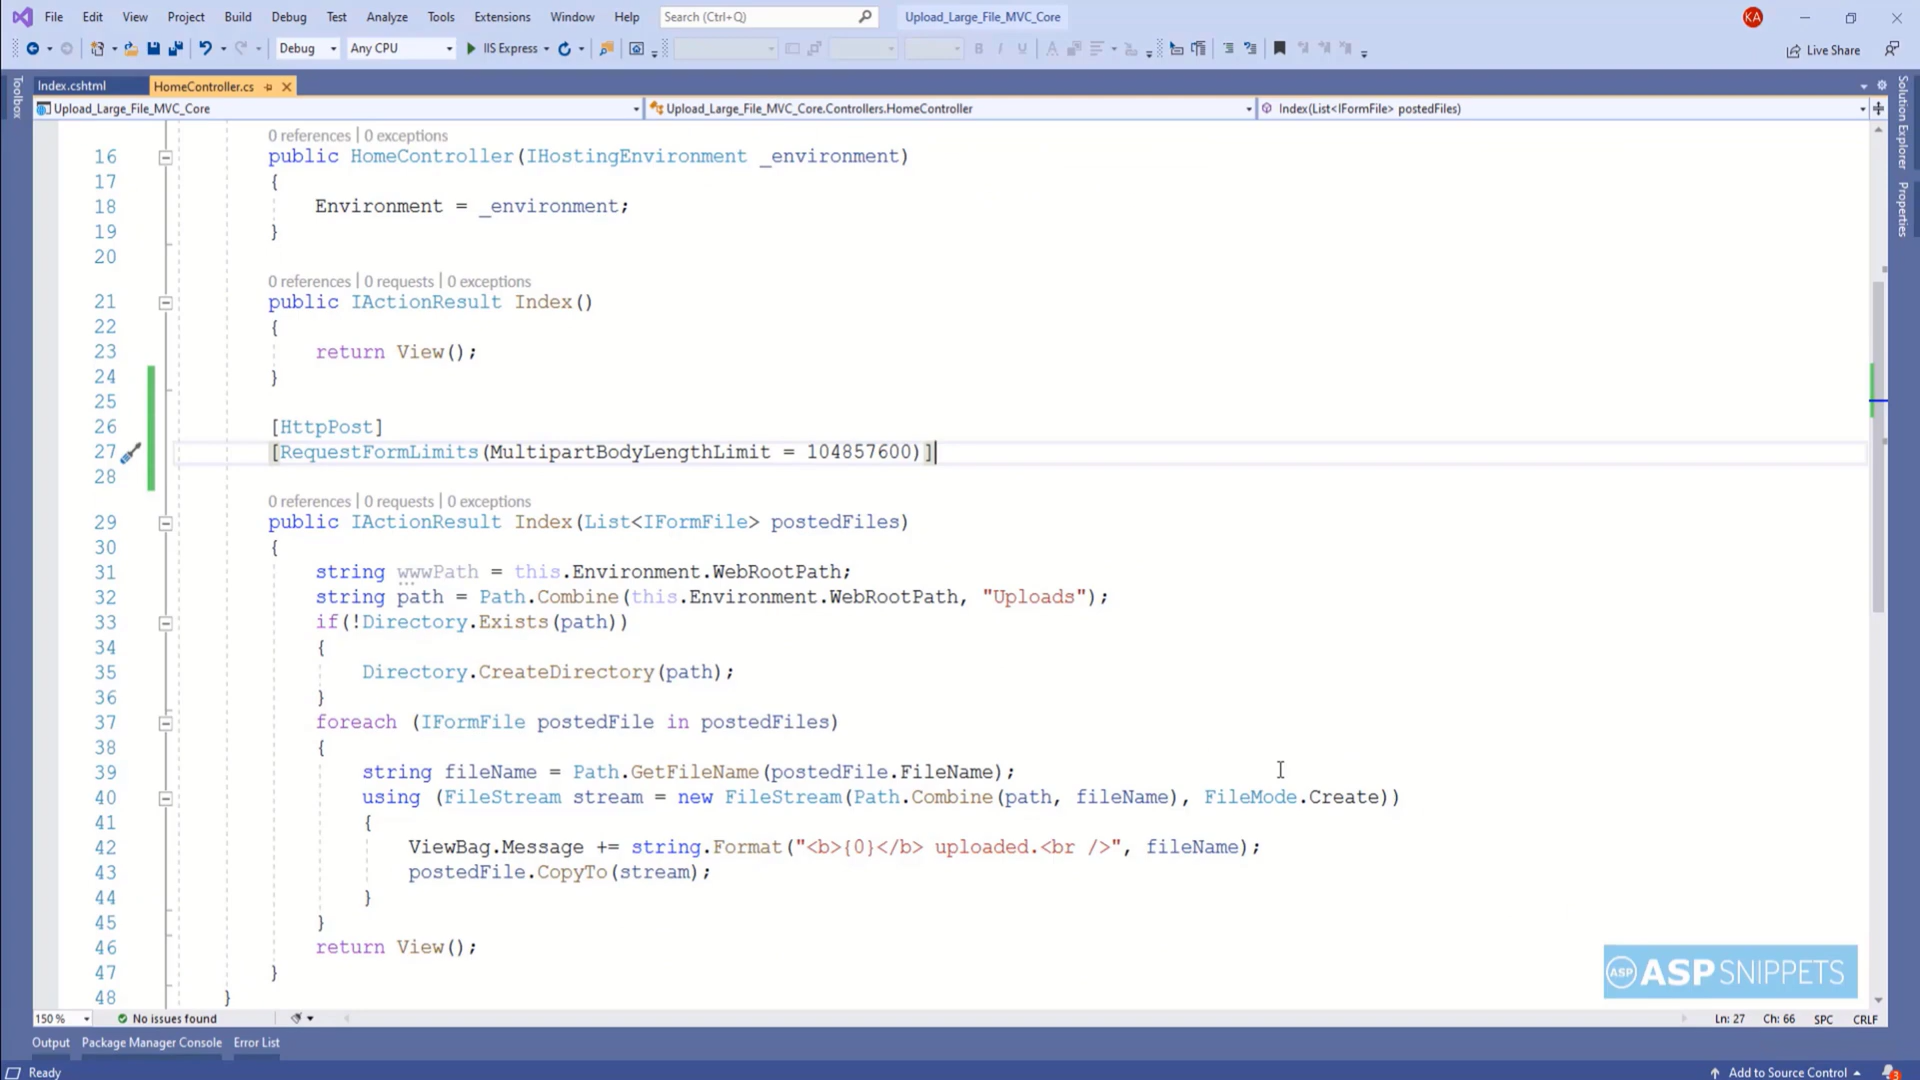 File Edit View Project Build Debug Test Analyze Tools Extensions Window Help Search (Ctrl+Q) Upload_Large_File_MVC_Core KA
Debug Any CPU IIS Express Live Share
Toolbox
Index.cshtml HomeController.cs
Upload_Large_File_MVC_Core Upload_Large_File_MVC_Core.Controllers.HomeController Index(List<IFormFile> postedFiles)
Solution Explorer
Properties
0 references | 0 exceptions
16 public HomeController(IHostingEnvironment _environment)
17 {
18 Environment = _environment;
19 }
20
0 references | 0 requests | 0 exceptions
21 public IActionResult Index()
22 {
23 return View();
24 }
25
26 [HttpPost]
27 [RequestFormLimits(MultipartBodyLengthLimit = 104857600)]
28
0 references | 0 requests | 0 exceptions
29 public IActionResult Index(List<IFormFile> postedFiles)
30 {
31 string wwwPath = this.Environment.WebRootPath;
32 string path = Path.Combine(this.Environment.WebRootPath, "Uploads");
33 if(!Directory.Exists(path))
34 {
35 Directory.CreateDirectory(path);
36 }
37 foreach (IFormFile postedFile in postedFiles)
38 {
39 string fileName = Path.GetFileName(postedFile.FileName);
40 using (FileStream stream = new FileStream(Path.Combine(path, fileName), FileMode.Create))
41 {
42 ViewBag.Message += string.Format("<b>{0}</b> uploaded.<br />", fileName);
43 postedFile.CopyTo(stream);
44 }
45 }
46 return View();
47 }
48 }
ASP ASPSNIPPETS
150 % No issues found Ln: 27 Ch: 66 SPC CRLF
Output Package Manager Console Error List
Ready Add to Source Control 3